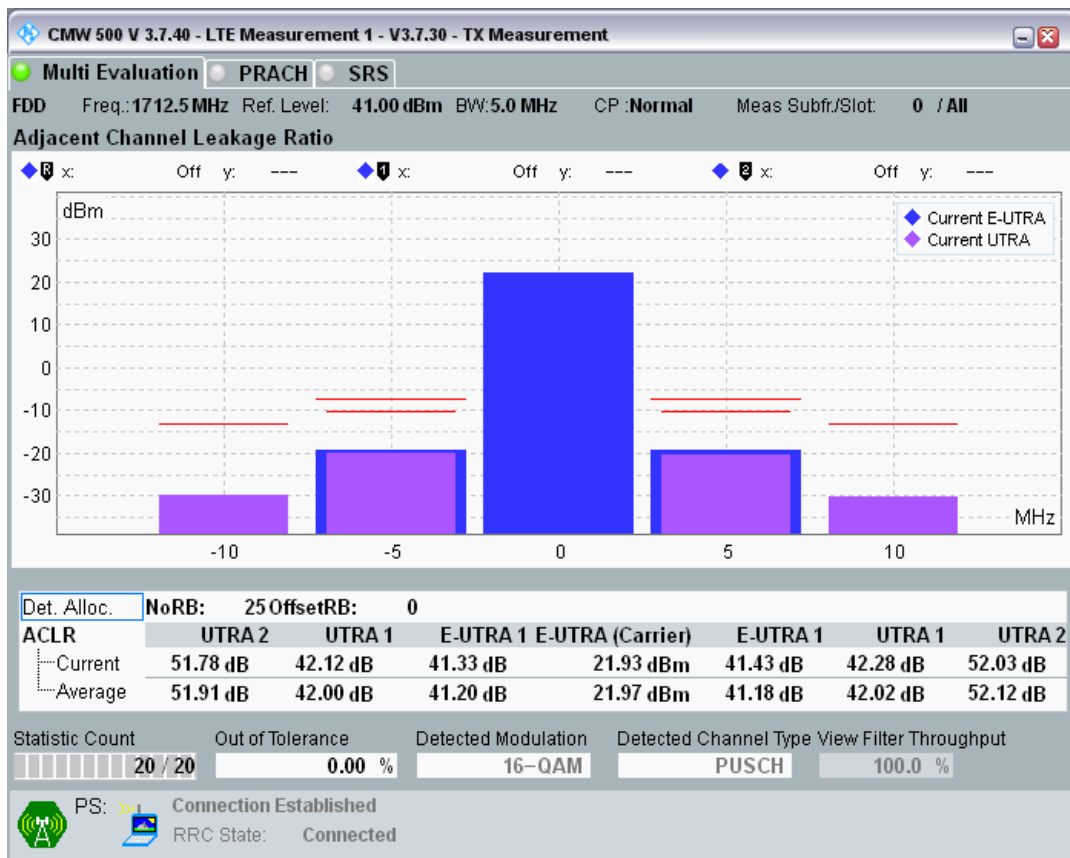 CMW 500 V 3.7.40 - LTE Measurement 1 - V3.7.30 - TX Measurement
Multi Evaluation PRACH SRS
FDD Freq.: 1712.5 MHz Ref. Level: 41.00 dBm BW: 5.0 MHz CP : Normal Meas Subfr./Slot: 0 / All
Adjacent Channel Leakage Ratio
R x: Off y: --- 1 x: Off y: --- 2 x: Off y: ---
dBm
Current E-UTRA
Current UTRA
30
20
10
0
-10
-20
-30
MHz
-10 -5 0 5 10
Det. Alloc. NoRB: 25 OffsetRB: 0
ACLR UTRA 2 UTRA 1 E-UTRA 1 E-UTRA (Carrier) E-UTRA 1 UTRA 1 UTRA 2
Current 51.78 dB 42.12 dB 41.33 dB 21.93 dBm 41.43 dB 42.28 dB 52.03 dB
Average 51.91 dB 42.00 dB 41.20 dB 21.97 dBm 41.18 dB 42.02 dB 52.12 dB
Statistic Count Out of Tolerance Detected Modulation Detected Channel Type View Filter Throughput
20 / 20 0.00 % 16-QAM PUSCH 100.0 %
PS: Connection Established
RRC State: Connected